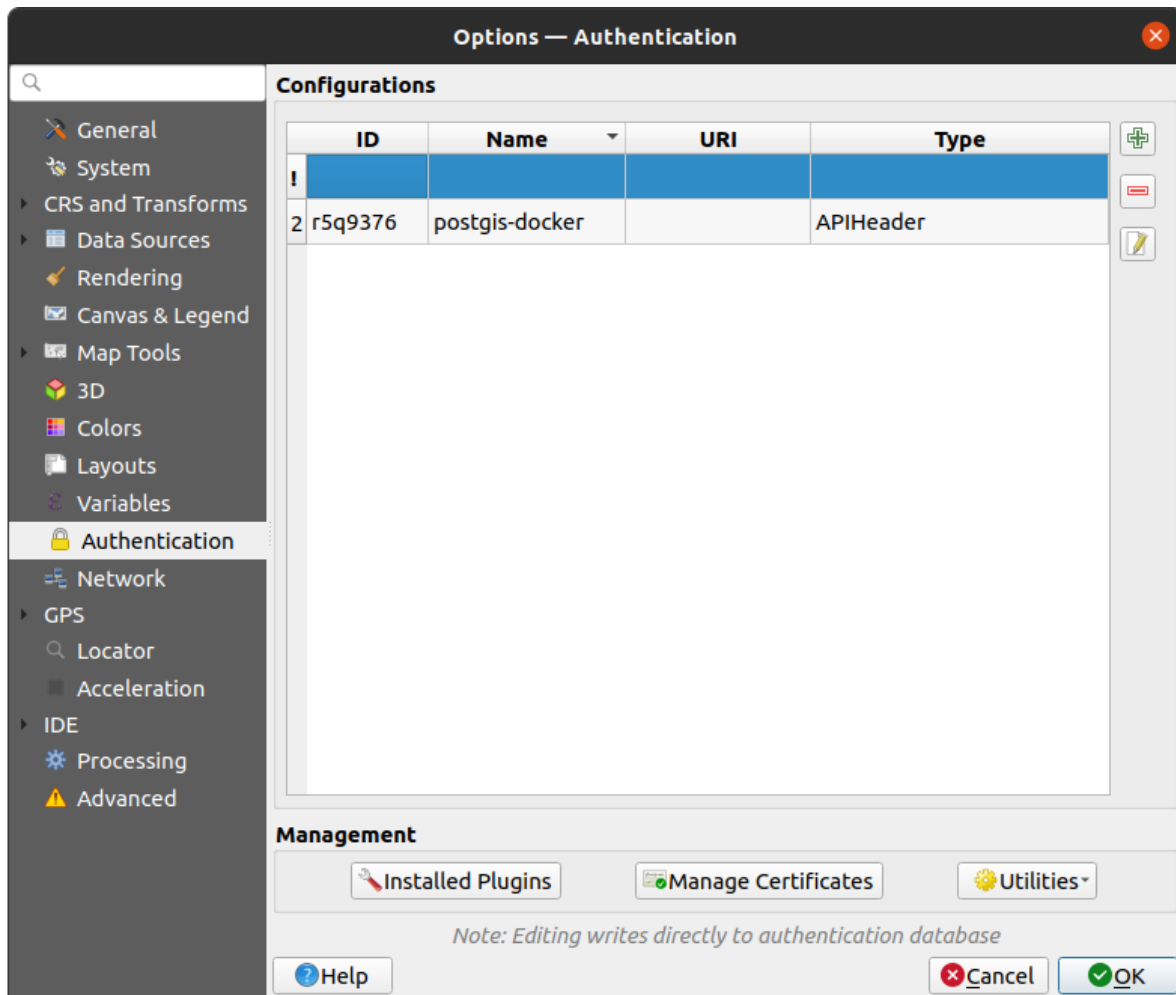 Options — Authentication
Configurations
General
System
CRS and Transforms
Data Sources
Rendering
Canvas & Legend
Map Tools
3D
Colors
Layouts
Variables
Authentication
Network
GPS
Locator
Acceleration
IDE
Processing
Advanced
ID Name URI Type
!
2 r5q9376 postgis-docker APIHeader
Management
Installed Plugins Manage Certificates Utilities
Note: Editing writes directly to authentication database
Help Cancel OK